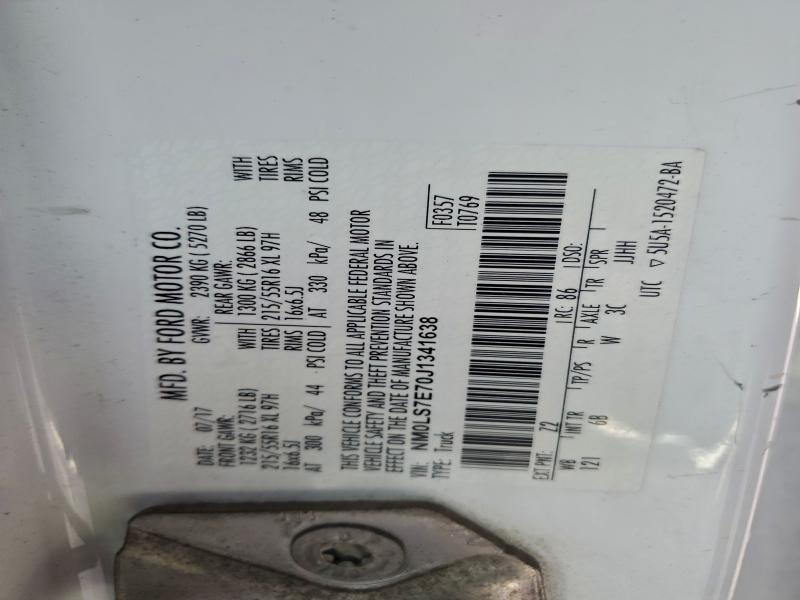 MFD. BY FORD MOTOR CO.
DATE: 07/17 GVWR: 2390 KG ( 5270 LB)
FRONT GAWR: REAR GAWR:
1232 KG ( 2716 LB) WITH 1300 KG ( 2866 LB) WITH
215/55R16 XL 97H TIRES 215/55R16 XL 97H TIRES
16x6.5J RIMS 16x6.5J RIMS
AT 300 kPa/ 44 PSI COLD AT 330 kPa/ 48 PSI COLD
THIS VEHICLE CONFORMS TO ALL APPLICABLE FEDERAL MOTOR
VEHICLE SAFETY AND THEFT PREVENTION STANDARDS IN
EFFECT ON THE DATE OF MANUFACTURE SHOWN ABOVE.
VIN: NM0LS7E70J1341638 F0357
TYPE: Truck T0769
EXT PNT: Z2 RC: 86 DSO:
WB INT TR TP/PS R AXLE TR SPR
121 6B W 3C JJHH
UTC ▽ 5U5A-1520472-BA